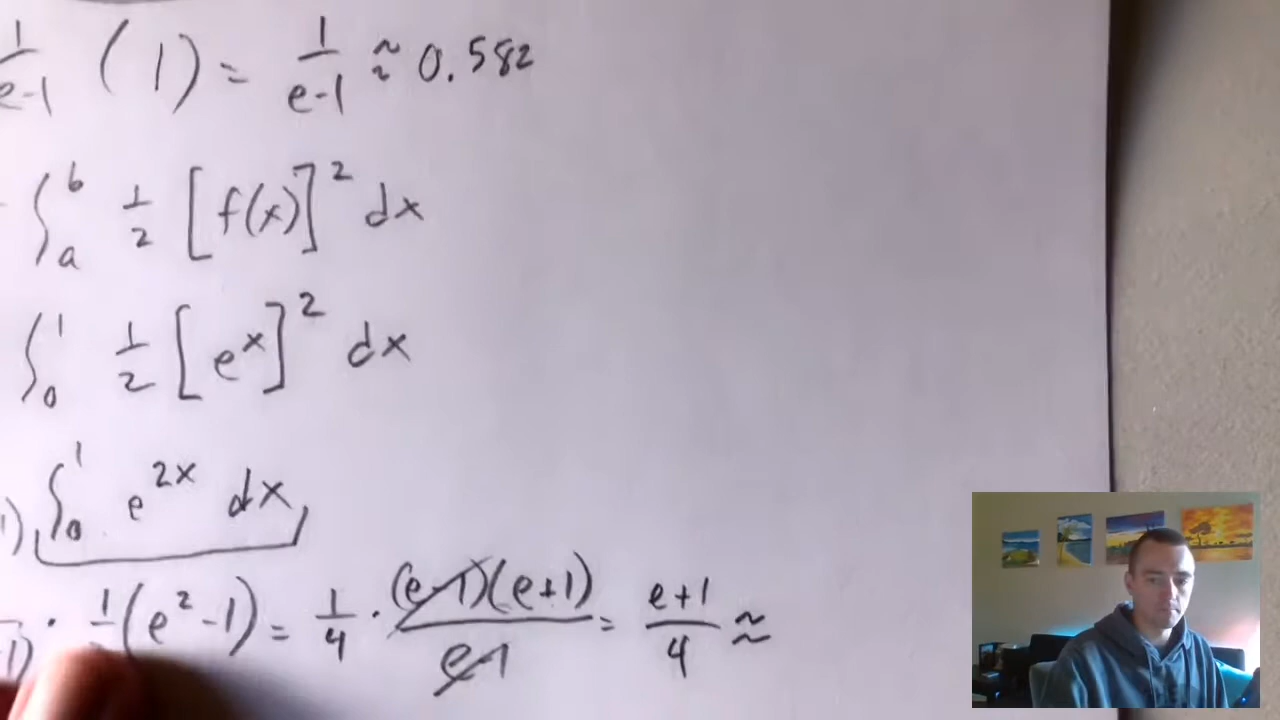 1/(e-1) (1) = 1/(e-1) ≈ 0.582
∫_a^b 1/2 [f(x)]^2 dx
∫_0^1 1/2 [e^x]^2 dx
) ∫_0^1 e^{2x} dx
-1) · 1/ (e^2 - 1) = 1/4 · (e-1)(e+1)/(e-1) = (e+1)/4 ≈